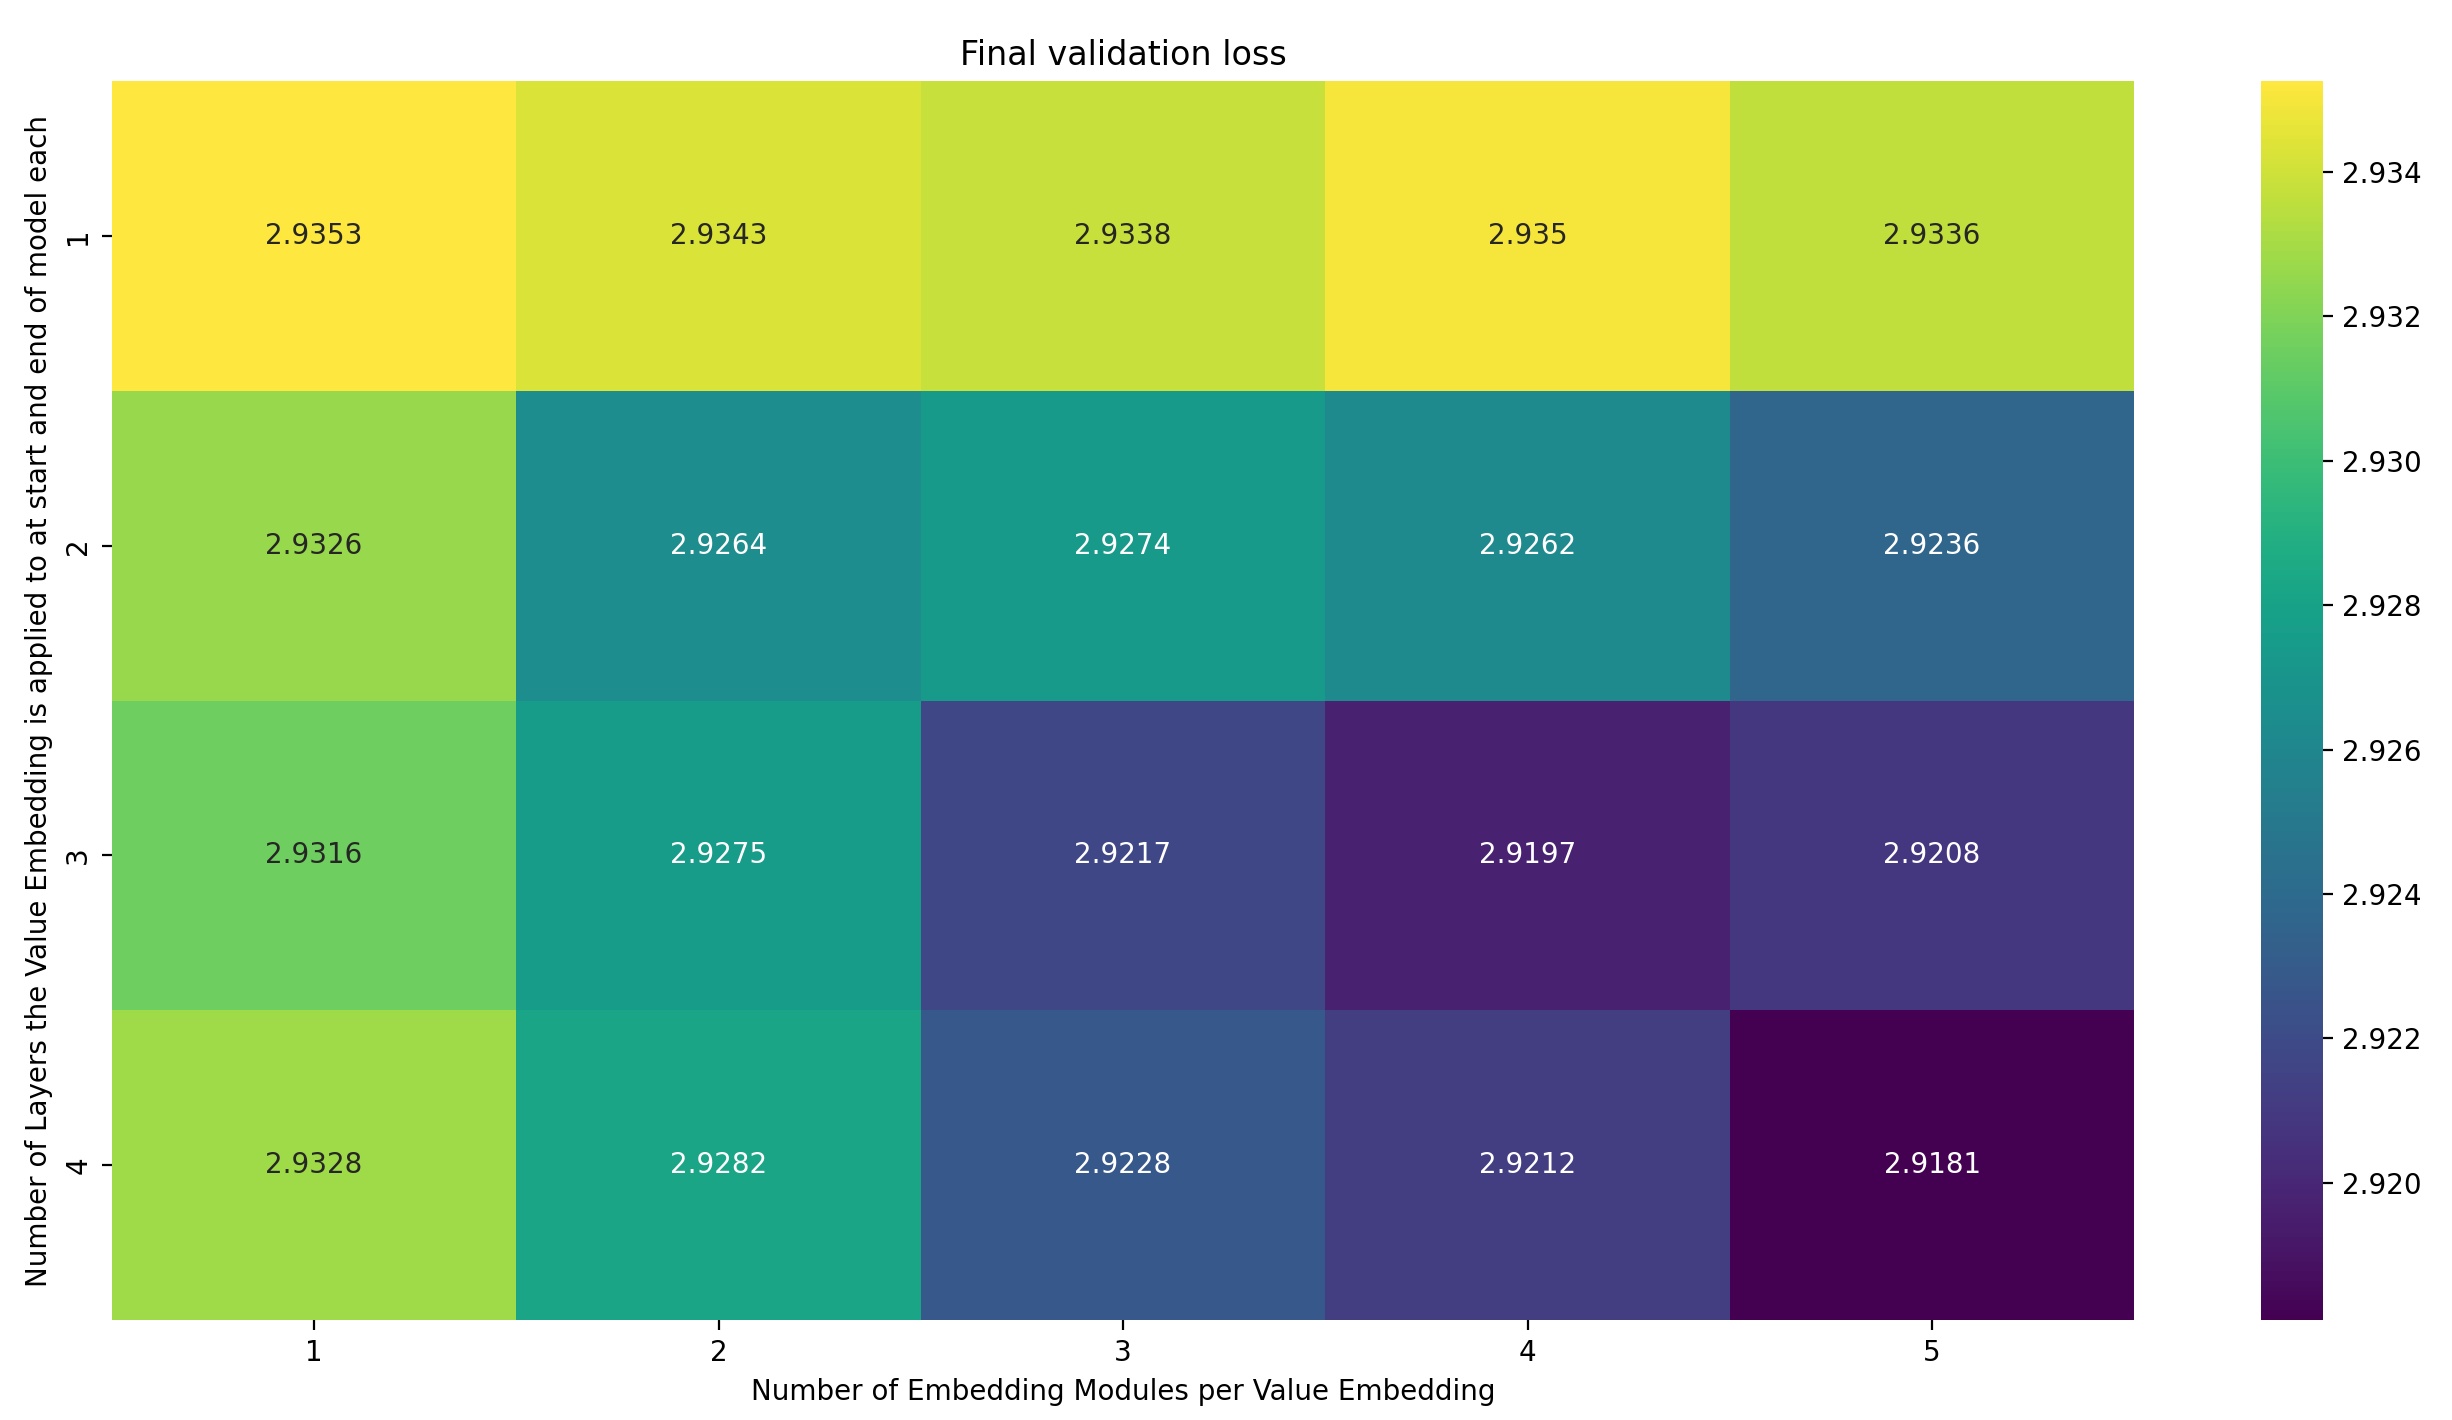 Final validation loss
Number of Layers the Value Embedding is applied to at start and end of model each
1
2.9353 2.9343 2.9338 2.935 2.9336
2
2.9326 2.9264 2.9274 2.9262 2.9236
3
2.9316 2.9275 2.9217 2.9197 2.9208
4
2.9328 2.9282 2.9228 2.9212 2.9181
1 2 3 4 5
Number of Embedding Modules per Value Embedding
2.934
2.932
2.930
2.928
2.926
2.924
2.922
2.920